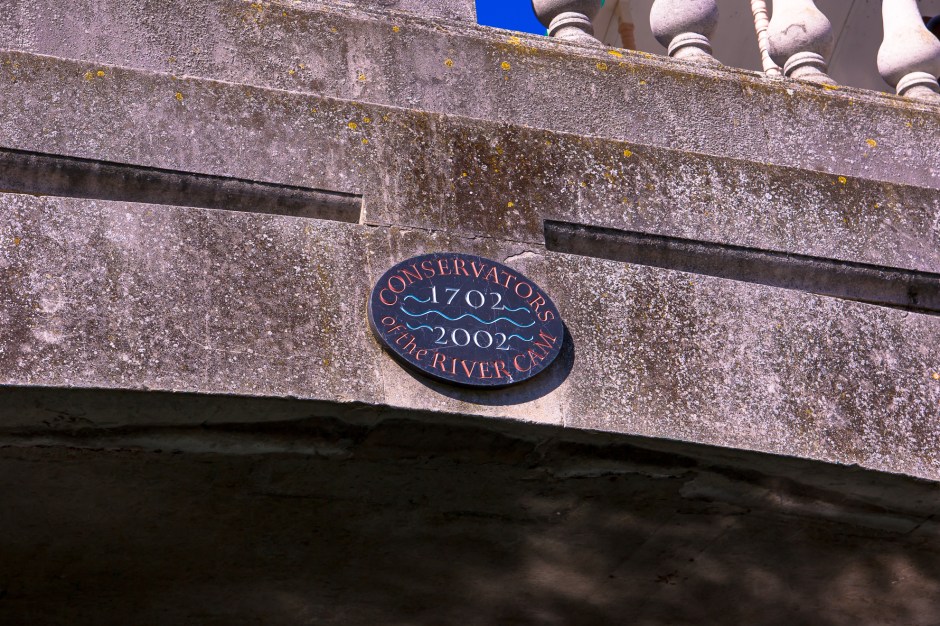 CONSERVATORS
1702
2002
of the RIVER CAM